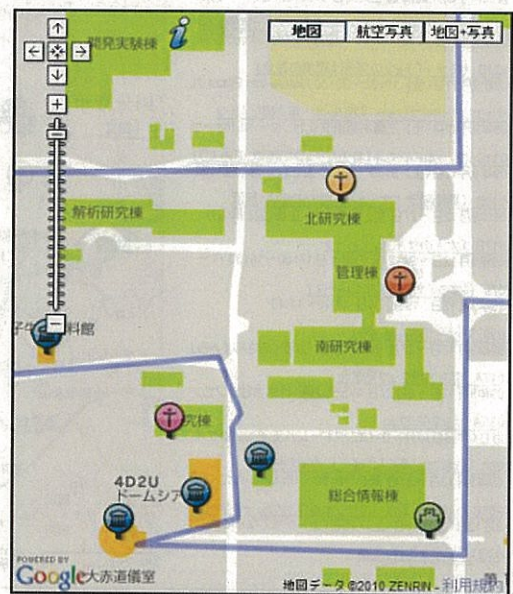 開発実験棟
地図 航空写真 地図+写真
解析研究棟
北研究棟
管理棟
料館
南研究棟
究棟
4D2U
ドームシア
総合情報棟
POWERED BY
Google 大赤道儀室
地図データ ©2010 ZENRIN - 利用規約